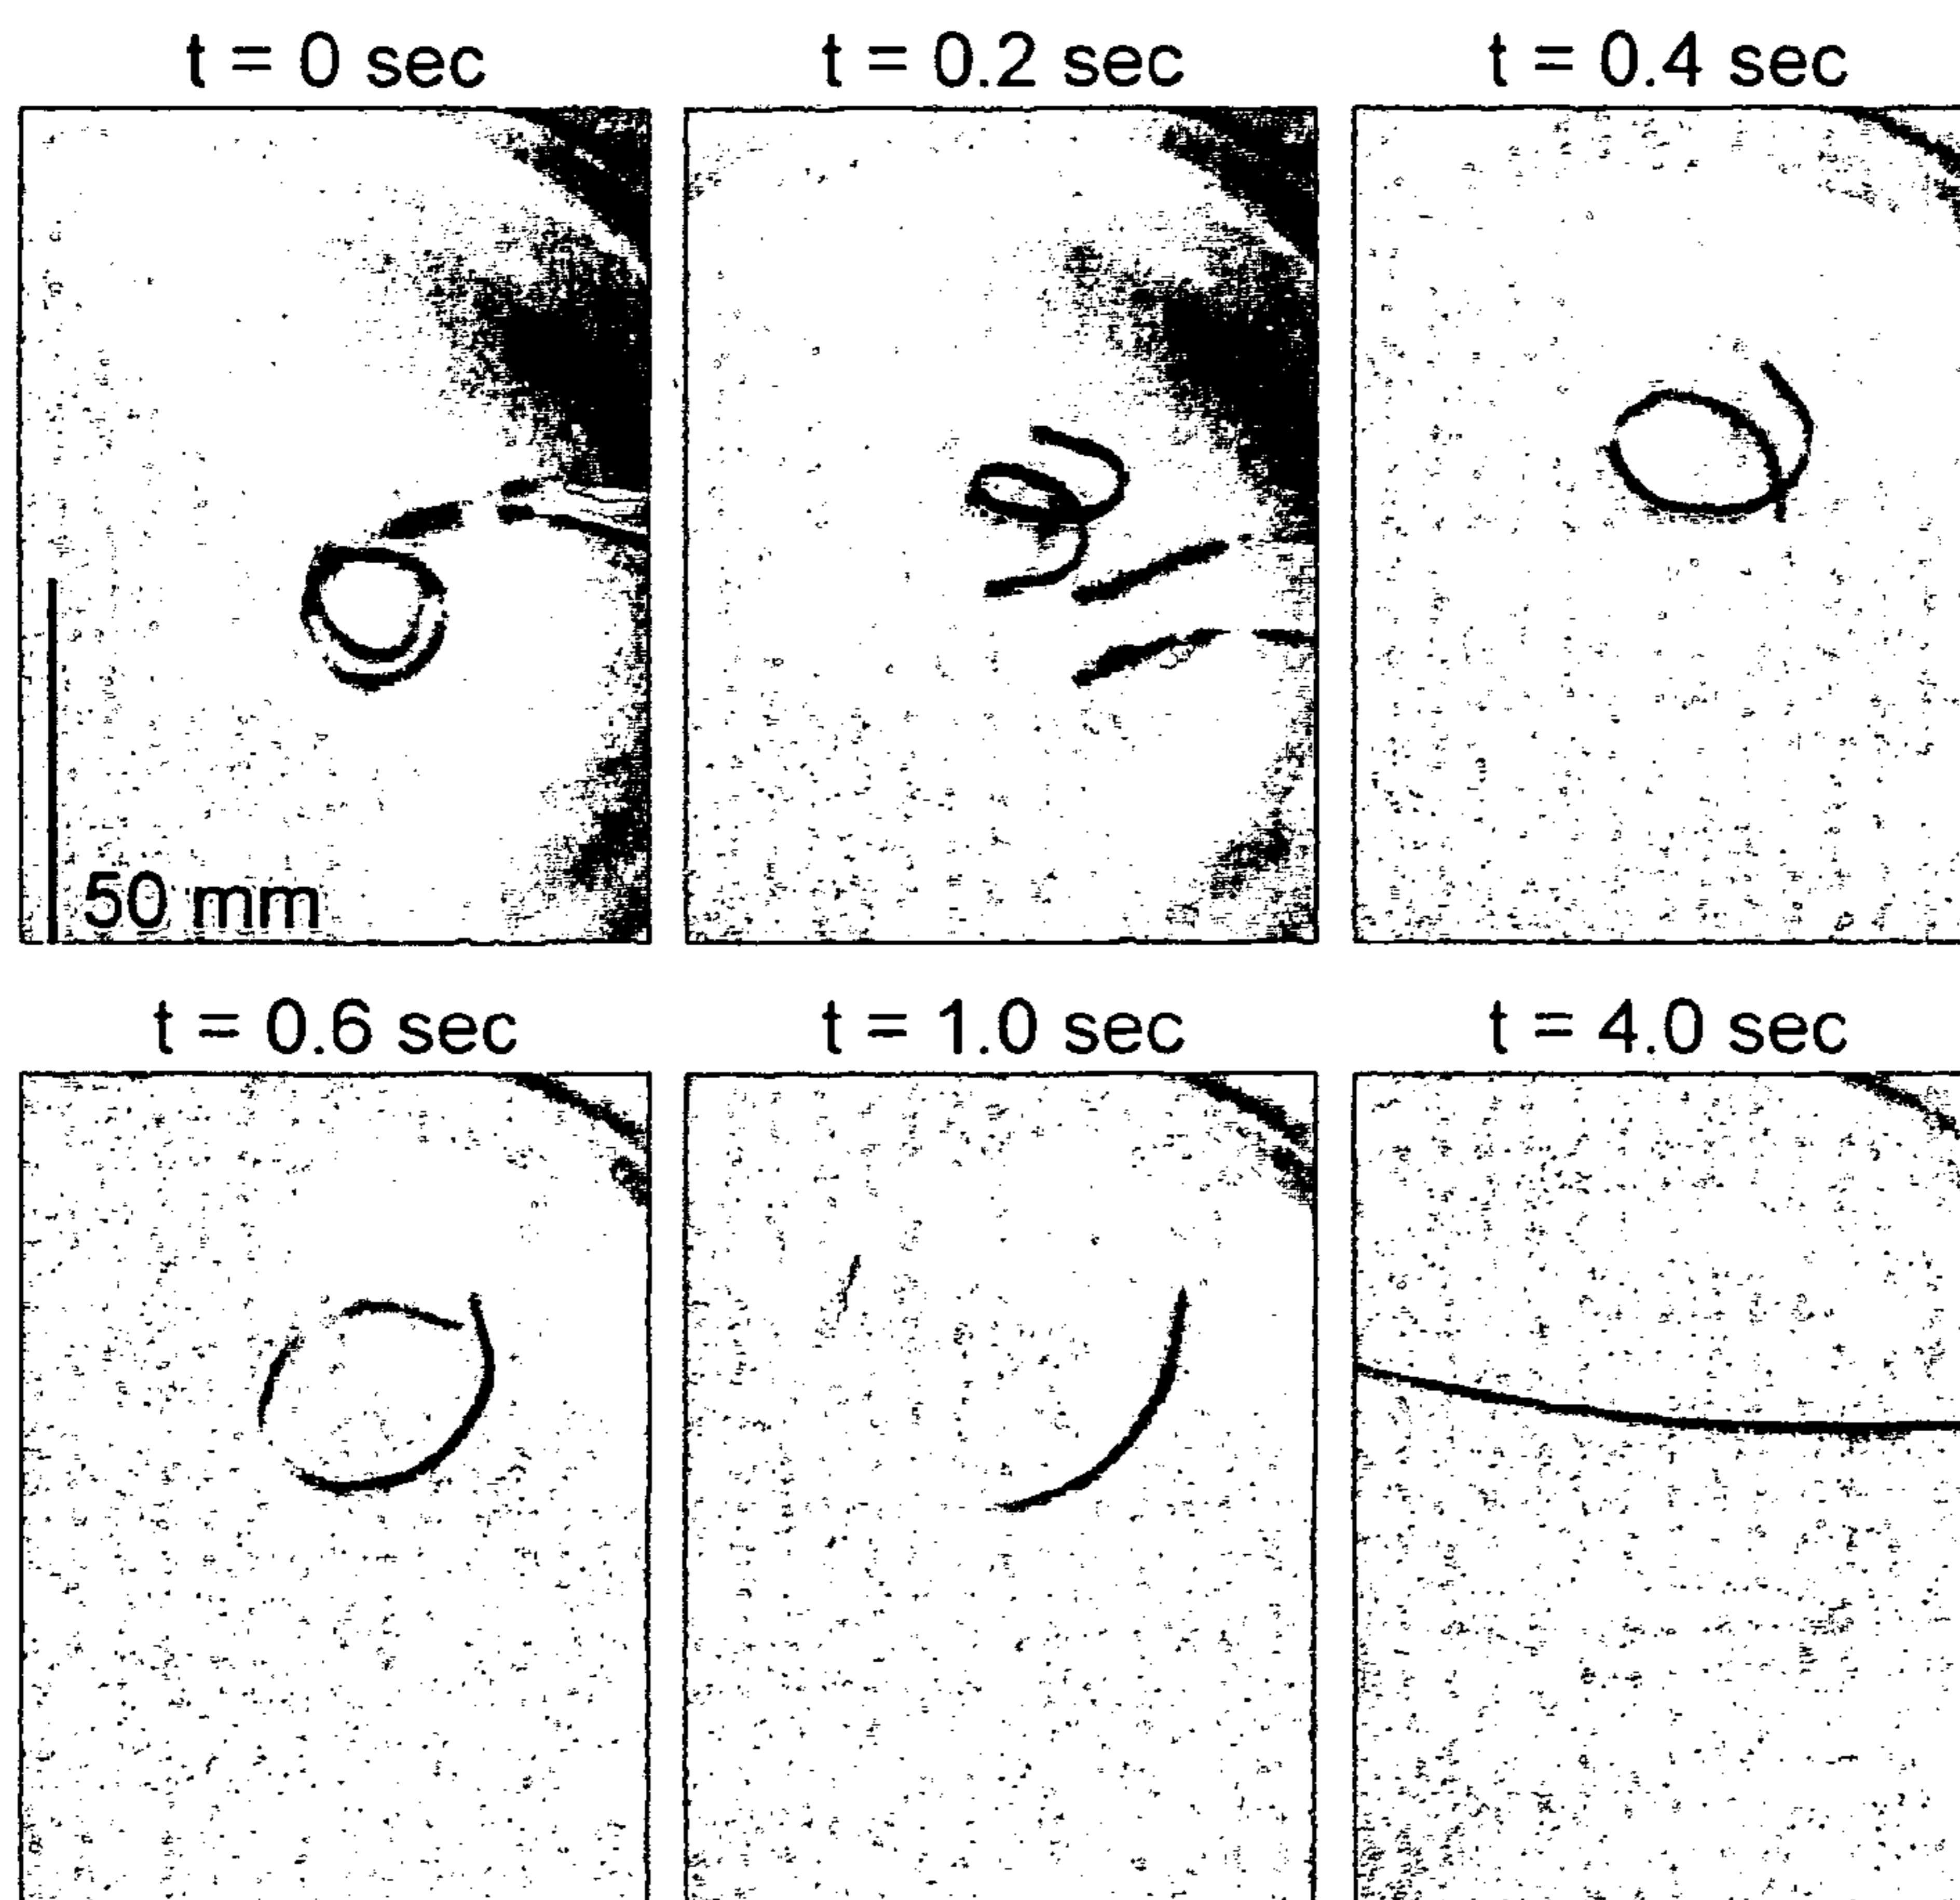 t = 0 sec
t = 0.2 sec
t = 0.4 sec
50 mm
t = 0.6 sec
t = 1.0 sec
t = 4.0 sec